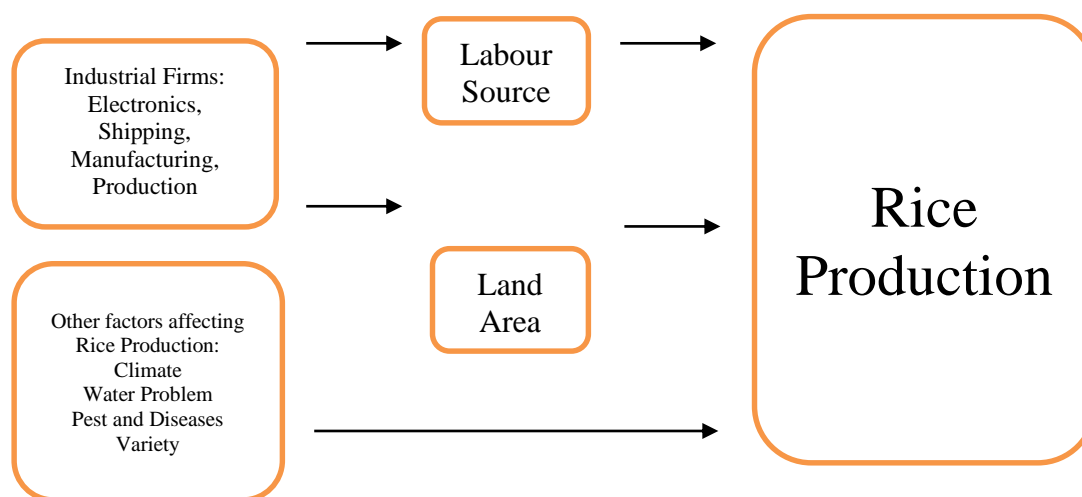 Industrial Firms:
Electronics,
Shipping,
Manufacturing,
Production
Labour
Source
Land
Area
Other factors affecting
Rice Production:
Climate
Water Problem
Pest and Diseases
Variety
Rice
Production